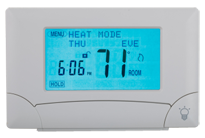 MENU HEAT MODE
THU EVE
6:06 PM 71° ROOM
HOLD